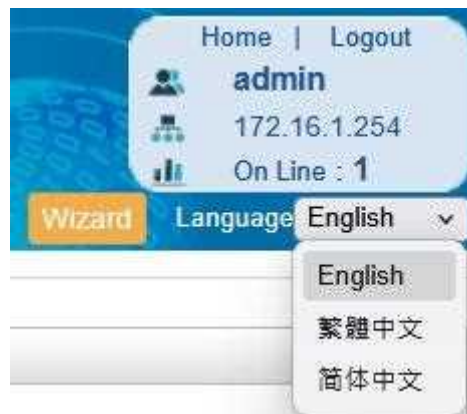 Home | Logout
admin
172.16.1.254
On Line : 1
Wizard Language English
English
繁體中文
简体中文